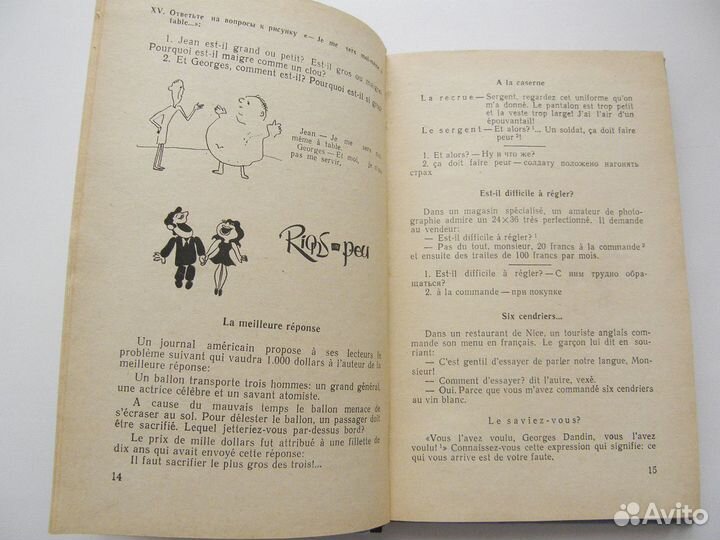 XV. Ответьте на вопросы к рисунку «— Je me sers moi-même à
table...»:
1. Jean est-il grand ou petit? Est-il gros ou maigre?
Pourquoi est-il maigre comme un clou?
2. Et Georges, comment est-il? Pourquoi est-il si gros?
Jean — Je me sers moi-
même à table.
Georges — Et moi, je n'ai
pas me servir.
Rions un peu
La meilleure réponse
Un journal américain propose à ses lecteurs le
problème suivant qui vaudra 1.000 dollars à l'auteur de la
meilleure réponse:
Un ballon transporte trois hommes: un grand général,
une actrice célèbre et un savant atomiste.
A cause du mauvais temps le ballon menace de
s'écraser au sol. Pour délester le ballon, un passager doit
être sacrifié. Lequel jetteriez-vous par-dessus bord?
Le prix de mille dollars fut attribué à une fillette de
dix ans qui avait envoyé cette réponse:
Il faut sacrifier le plus gros des trois!...
14
A la caserne
La recrue — Sergent, regardez cet uniforme qu'on
m'a donné. Le pantalon est trop petit
et la veste trop large! J'ai l'air d'un
épouvantail!
Le sergent — Et alors? ¹... Un soldat, ça doit faire
peur ²!
1. Et alors? — Ну и что же?
2. ça doit faire peur — солдату положено нагонять
страх
Est-il difficile à régler?
Dans un magasin spécialisé, un amateur de photo-
graphie admire un 24×36 très perfectionné. Il demande
au vendeur:
— Est-il difficile à régler? ¹
— Pas du tout, monsieur, 20 francs à la commande ²
et ensuite des traites de 100 francs par mois.
1. Est-il difficile à régler? — С ним трудно обра-
щаться?
2. à la commande — при покупке
Six cendriers...
Dans un restaurant de Nice, un touriste anglais com-
mande son menu en français. Le garçon lui dit en sou-
riant:
— C'est gentil d'essayer de parler notre langue, Mon-
sieur!
— Comment d'essayer? dit l'autre, vexé.
— Oui. Parce que vous m'avez commandé six cendriers
au vin blanc.
Le saviez-vous?
«Vous l'avez voulu, Georges Dandin, vous l'avez
voulu! ¹» Connaissez-vous cette expression qui signifie: ce
qui vous arrive est de votre faute.
15
Avito